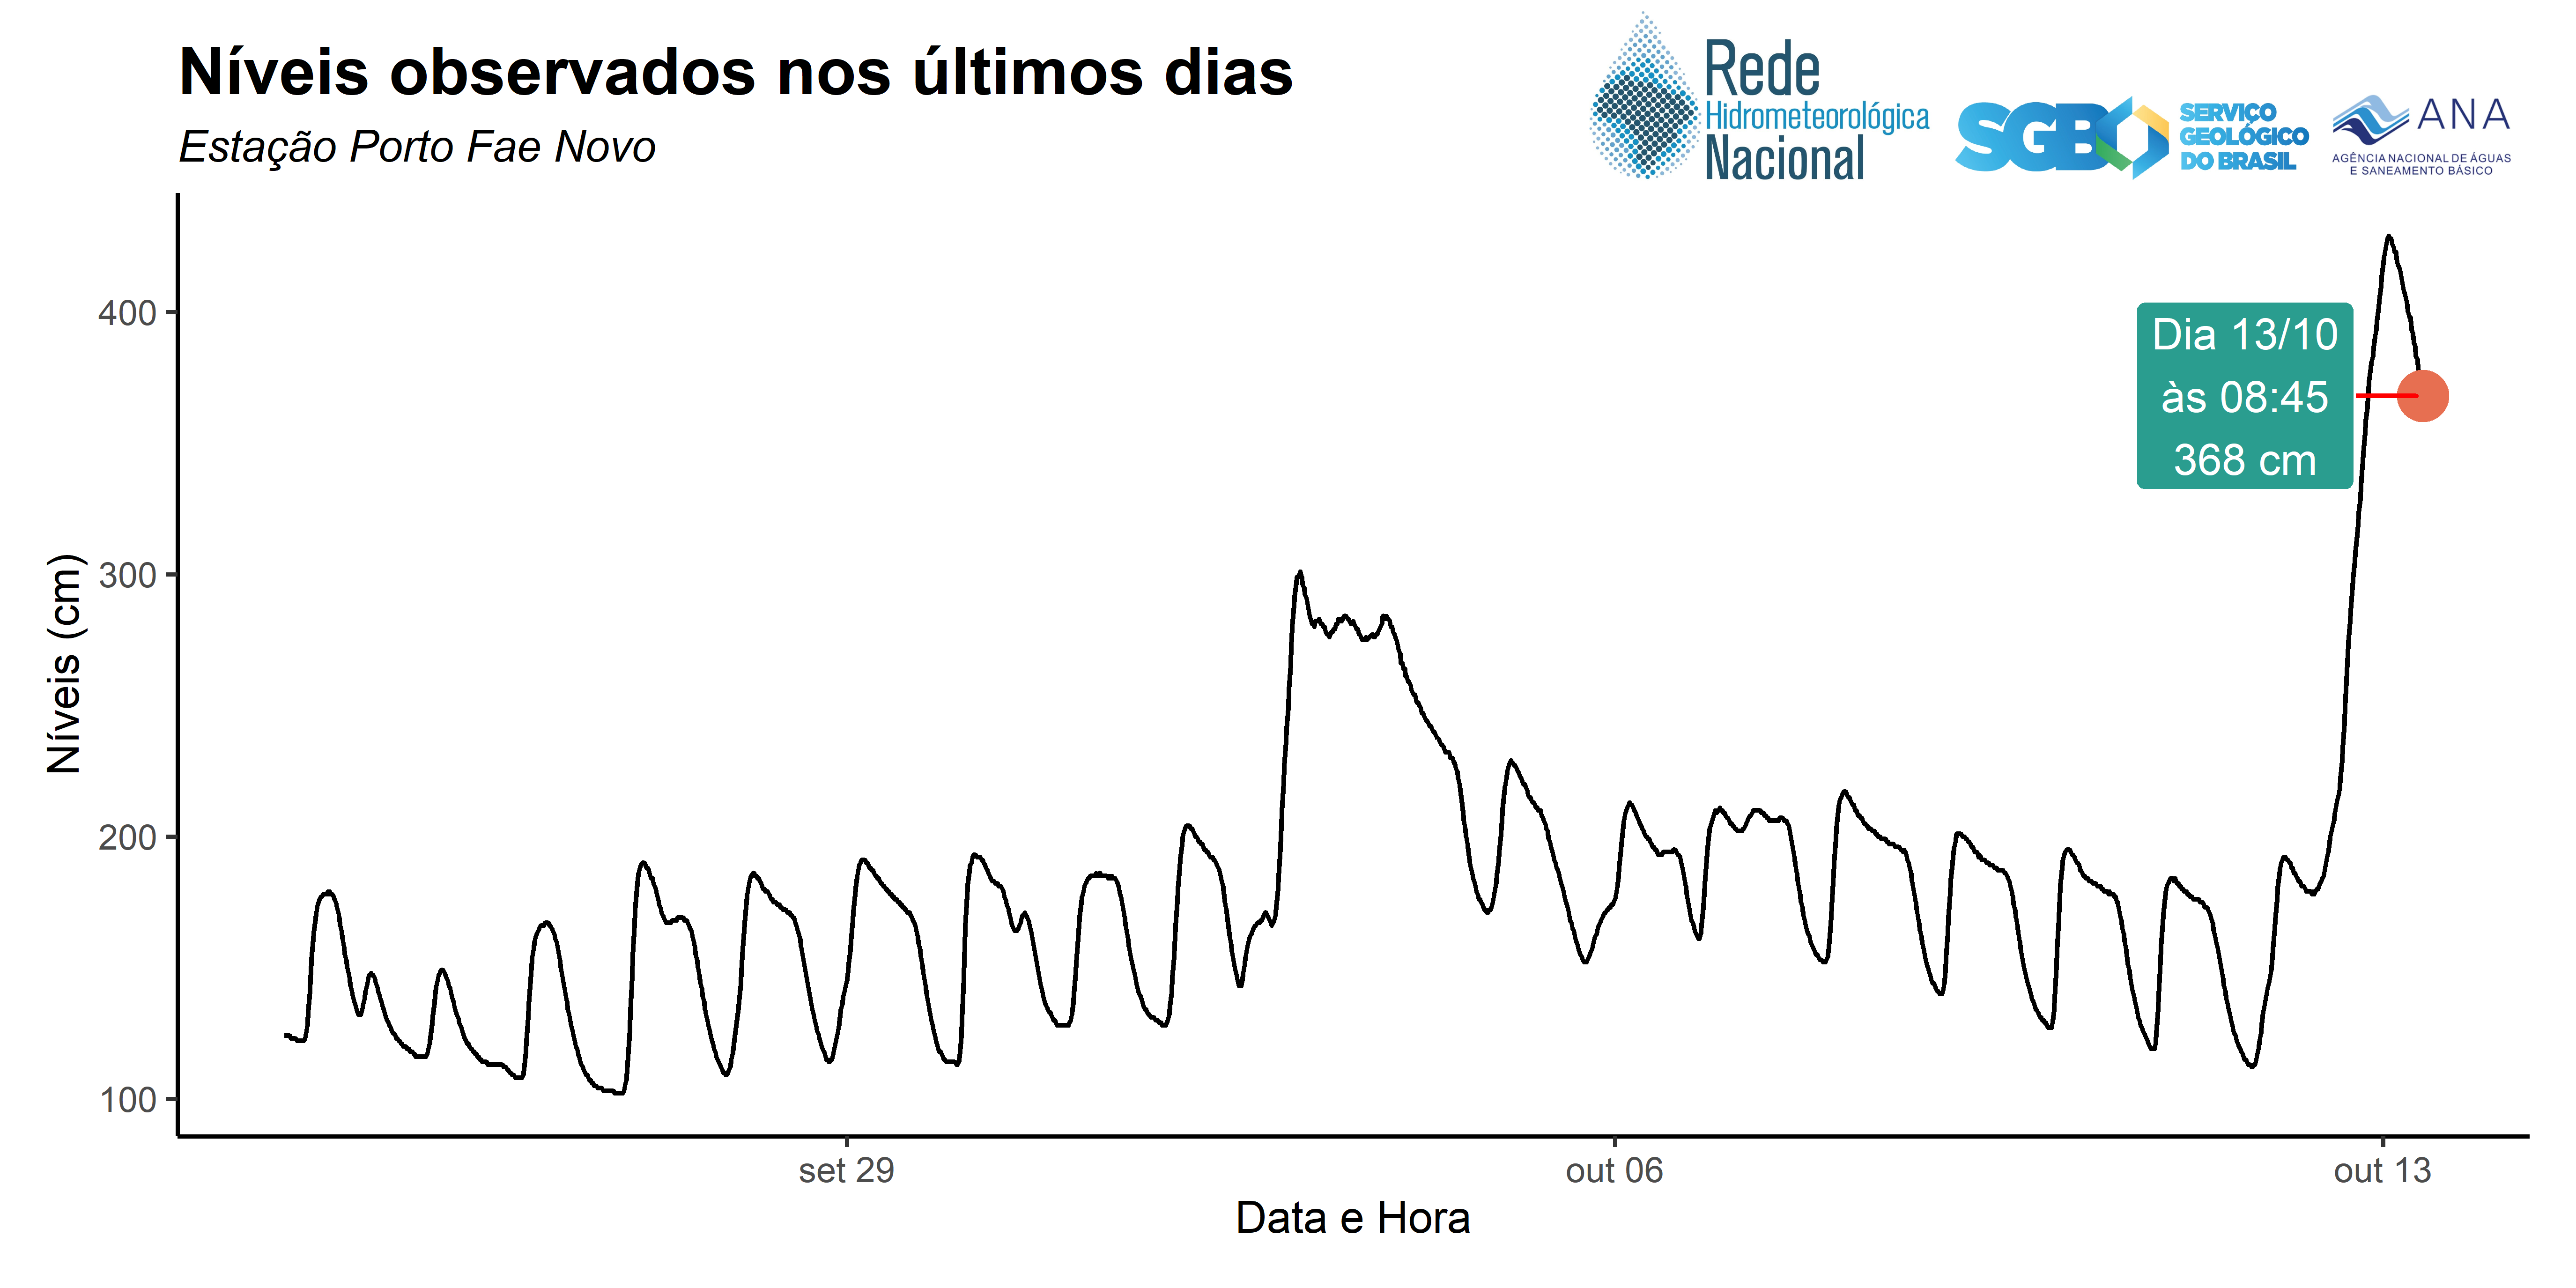 Níveis observados nos últimos dias
Estação Porto Fae Novo
Rede
Hidrometeorológica
Nacional
SGB
SERVIÇO
GEOLÓGICO
DO BRASIL
ANA
AGÊNCIA NACIONAL DE ÁGUAS
E SANEAMENTO BÁSICO
Níveis (cm)
400
300
200
100
Dia 13/10
às 08:45
368 cm
set 29
out 06
out 13
Data e Hora